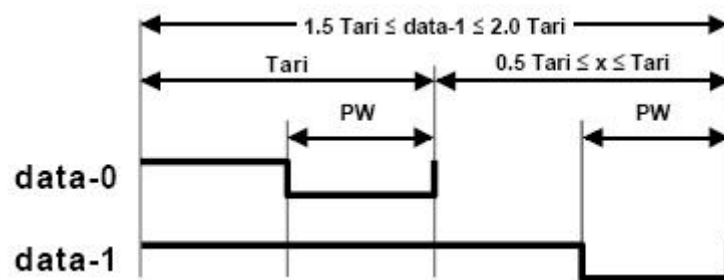 1.5 Tari ≤ data-1 ≤ 2.0 Tari
Tari 0.5 Tari ≤ x ≤ Tari
PW PW
data-0
data-1